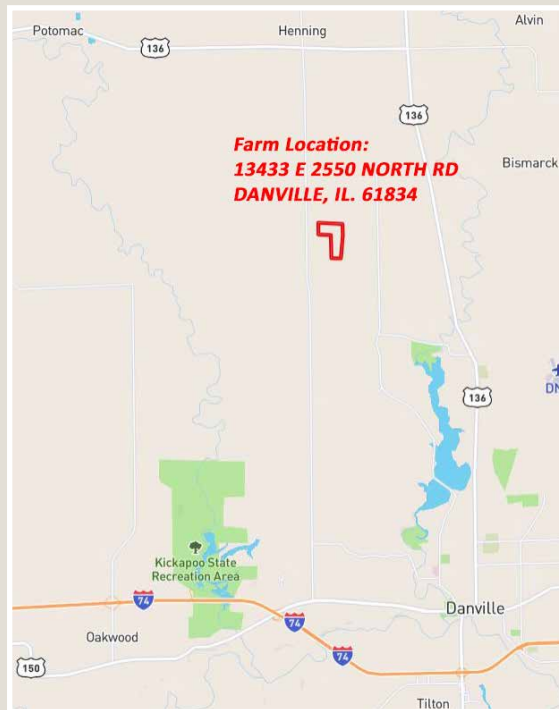 Potomac
136
Henning
Alvin
136
Farm Location:
13433 E 2550 NORTH RD
DANVILLE, IL. 61834
Bismarck
DN
136
Kickapoo State
Recreation Area
74
Oakwood
74
Danville
74
150
Tilton